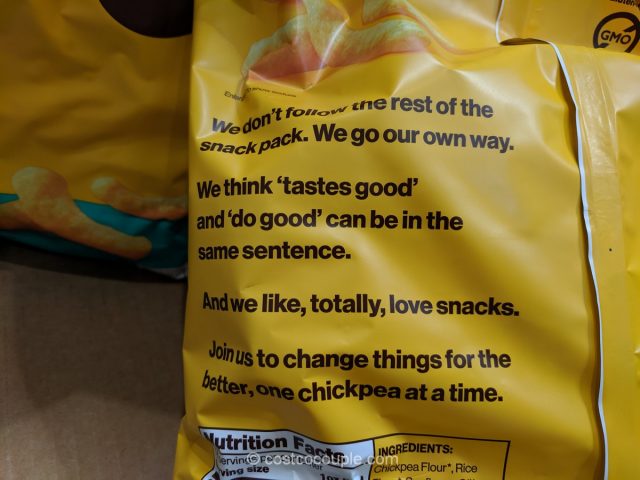 GMO
We don't follow the rest of the
snack pack. We go our own way.
We think 'tastes good'
and 'do good' can be in the
same sentence.
And we like, totally, love snacks.
Join us to change things for the
better, one chickpea at a time.
Nutrition Facts
INGREDIENTS:
Chickpea Flour*, Rice
ving size
© costcocouple.com